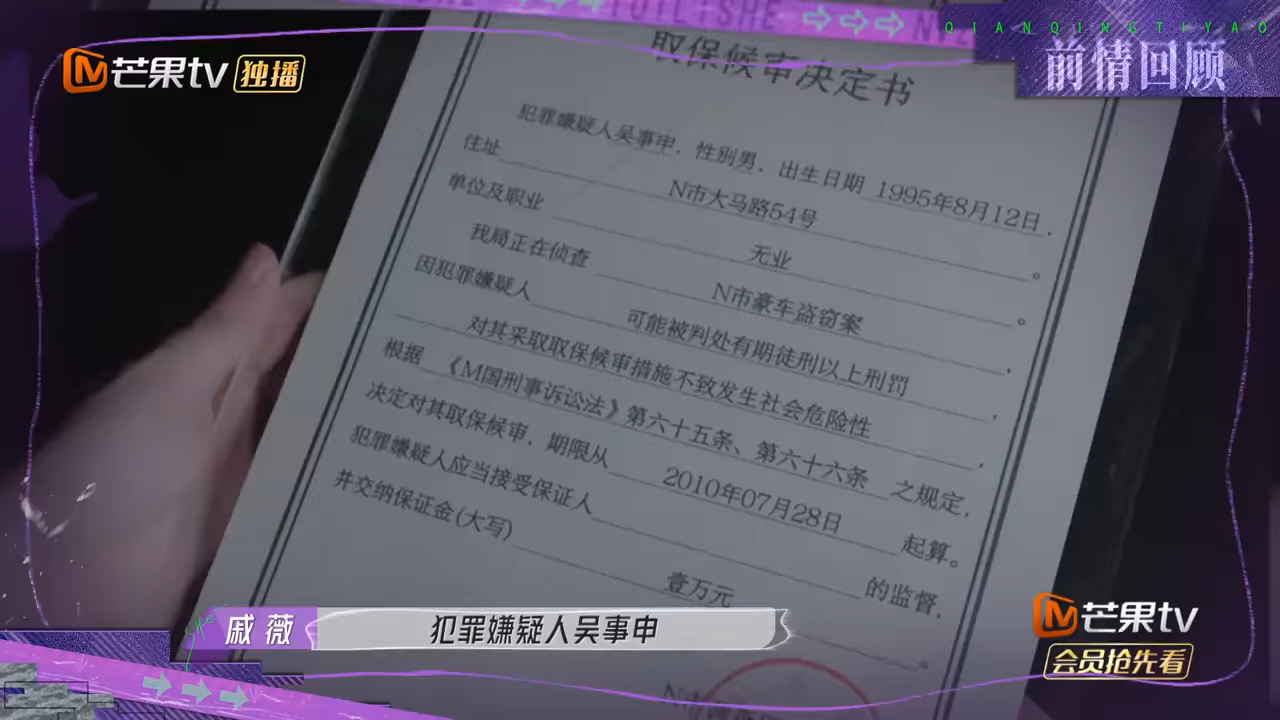 QIANQINGTIYAO
前情回顾
芒果tv 独播
取保候审决定书
犯罪嫌疑人吴事申，性别男，出生日期 1995年8月12日，
住址 N市大马路54号。
单位及职业 无业。
我局正在侦查 N市豪车盗窃案，
因犯罪嫌疑人 可能被判处有期徒刑以上刑罚，
对其采取取保候审措施不致发生社会危险性，
根据 《M国刑事诉讼法》第六十五条、第六十六条 之规定，
决定对其取保候审，期限从 2010年07月28日 起算。
犯罪嫌疑人应当接受保证人 的监督，
并交纳保证金(大写) 壹万元。
戚薇 犯罪嫌疑人吴事申
芒果tv
会员抢先看